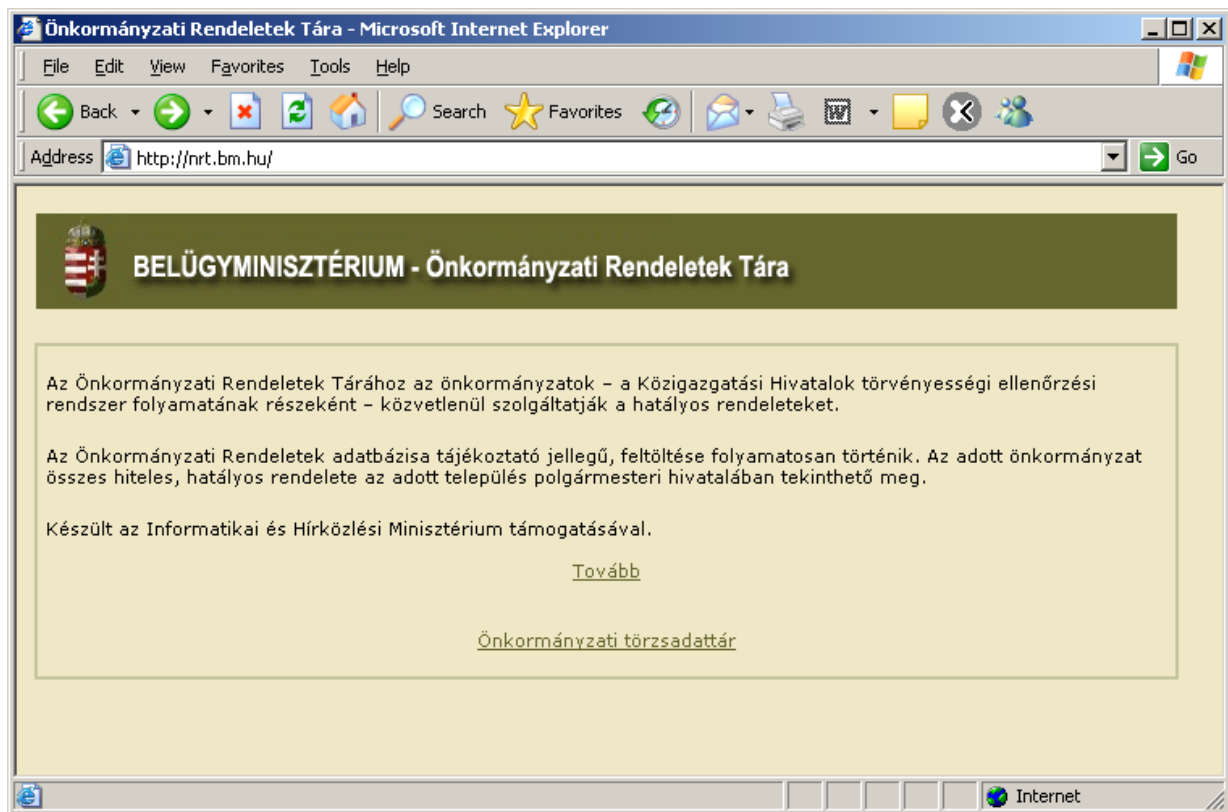 Önkormányzati Rendeletek Tára - Microsoft Internet Explorer
File Edit View Favorites Tools Help
Back Search Favorites
Address http://nrt.bm.hu/ Go
BELÜGYMINISZTÉRIUM - Önkormányzati Rendeletek Tára
Az Önkormányzati Rendeletek Tárához az önkormányzatok – a Közigazgatási Hivatalok törvényességi ellenőrzési
rendszer folyamatának részeként – közvetlenül szolgáltatják a hatályos rendeleteket.
Az Önkormányzati Rendeletek adatbázisa tájékoztató jellegű, feltöltése folyamatosan történik. Az adott önkormányzat
összes hiteles, hatályos rendelete az adott település polgármesteri hivatalában tekinthető meg.
Készült az Informatikai és Hírközlési Minisztérium támogatásával.
Tovább
Önkormányzati törzsadattár
Internet